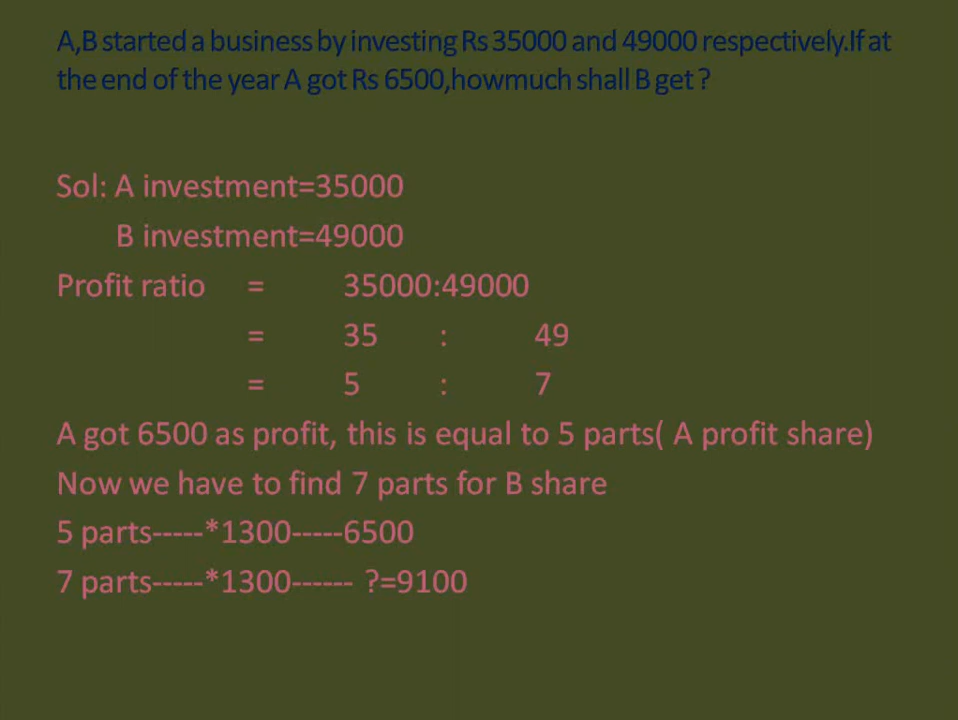 A,B started a business by investing Rs 35000 and 49000 respectively.If at
the end of the year A got Rs 6500,howmuch shall B get ?
Sol: A investment=35000
B investment=49000
Profit ratio = 35000:49000
= 35 : 49
= 5 : 7
A got 6500 as profit, this is equal to 5 parts( A profit share)
Now we have to find 7 parts for B share
5 parts-----*1300-----6500
7 parts-----*1300------ ?=9100